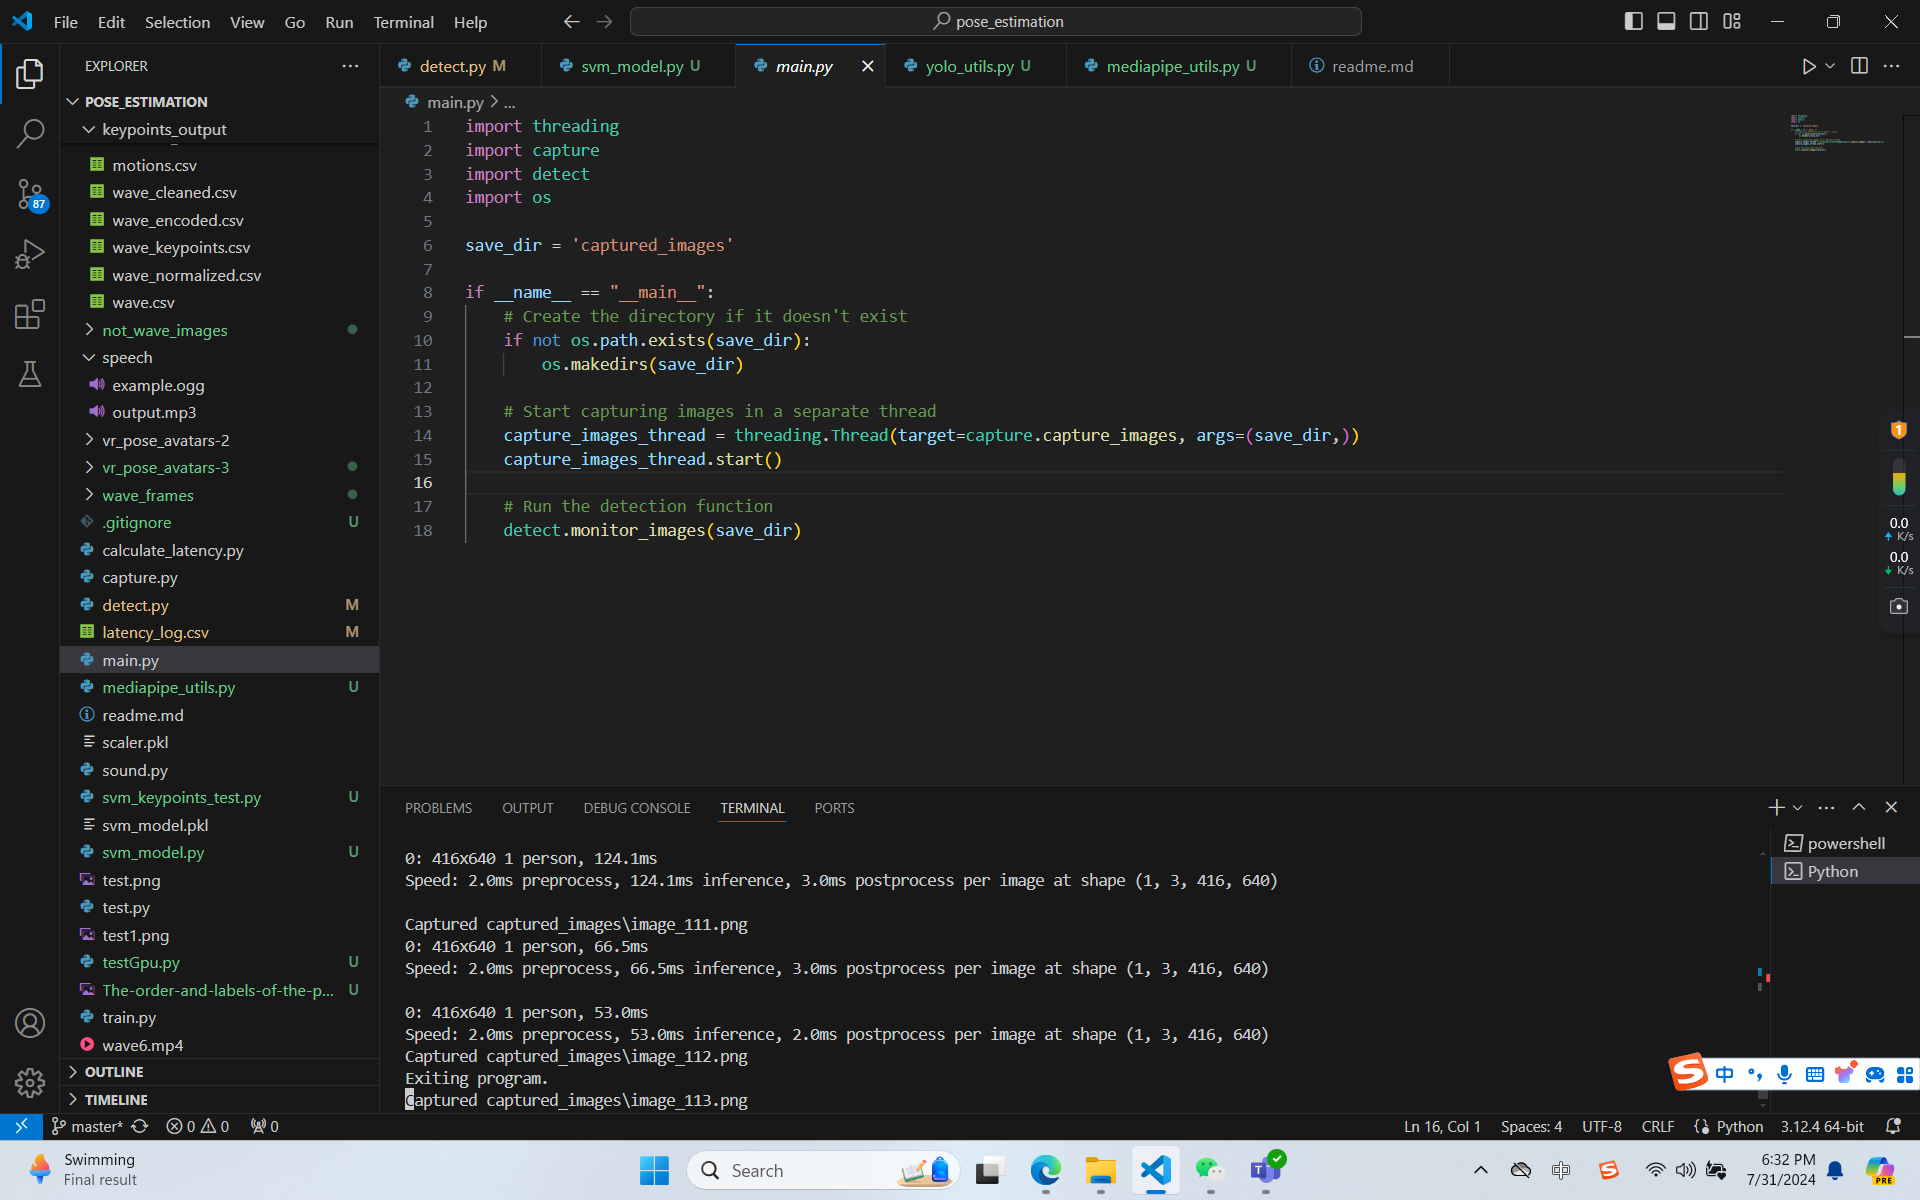 File Edit Selection View Go Run Terminal Help
pose_estimation
EXPLORER
POSE_ESTIMATION
keypoints_output
motions.csv
wave_cleaned.csv
wave_encoded.csv
wave_keypoints.csv
wave_normalized.csv
wave.csv
not_wave_images
speech
example.ogg
output.mp3
vr_pose_avatars-2
vr_pose_avatars-3
wave_frames
.gitignore U
calculate_latency.py
capture.py
detect.py M
latency_log.csv M
main.py
mediapipe_utils.py U
readme.md
scaler.pkl
sound.py
svm_keypoints_test.py U
svm_model.pkl
svm_model.py U
test.png
test.py
test1.png
testGpu.py U
The-order-and-labels-of-the-p... U
train.py
wave6.mp4
OUTLINE
TIMELINE
87
detect.py M
svm_model.py U
main.py
yolo_utils.py U
mediapipe_utils.py U
readme.md
main.py > ...
1 import threading
2 import capture
3 import detect
4 import os
5
6 save_dir = 'captured_images'
7
8 if __name__ == "__main__":
9 # Create the directory if it doesn't exist
10 if not os.path.exists(save_dir):
11 os.makedirs(save_dir)
12
13 # Start capturing images in a separate thread
14 capture_images_thread = threading.Thread(target=capture.capture_images, args=(save_dir,))
15 capture_images_thread.start()
16
17 # Run the detection function
18 detect.monitor_images(save_dir)
1
0.0
K/s
0.0
K/s
PROBLEMS OUTPUT DEBUG CONSOLE TERMINAL PORTS
powershell
Python
0: 416x640 1 person, 124.1ms
Speed: 2.0ms preprocess, 124.1ms inference, 3.0ms postprocess per image at shape (1, 3, 416, 640)
Captured captured_images\image_111.png
0: 416x640 1 person, 66.5ms
Speed: 2.0ms preprocess, 66.5ms inference, 3.0ms postprocess per image at shape (1, 3, 416, 640)
0: 416x640 1 person, 53.0ms
Speed: 2.0ms preprocess, 53.0ms inference, 2.0ms postprocess per image at shape (1, 3, 416, 640)
Captured captured_images\image_112.png
Exiting program.
Captured captured_images\image_113.png
S 中
master* 0 0 0
Ln 16, Col 1 Spaces: 4 UTF-8 CRLF Python 3.12.4 64-bit
Swimming
Final result
Search
S
6:32 PM
7/31/2024
PRE